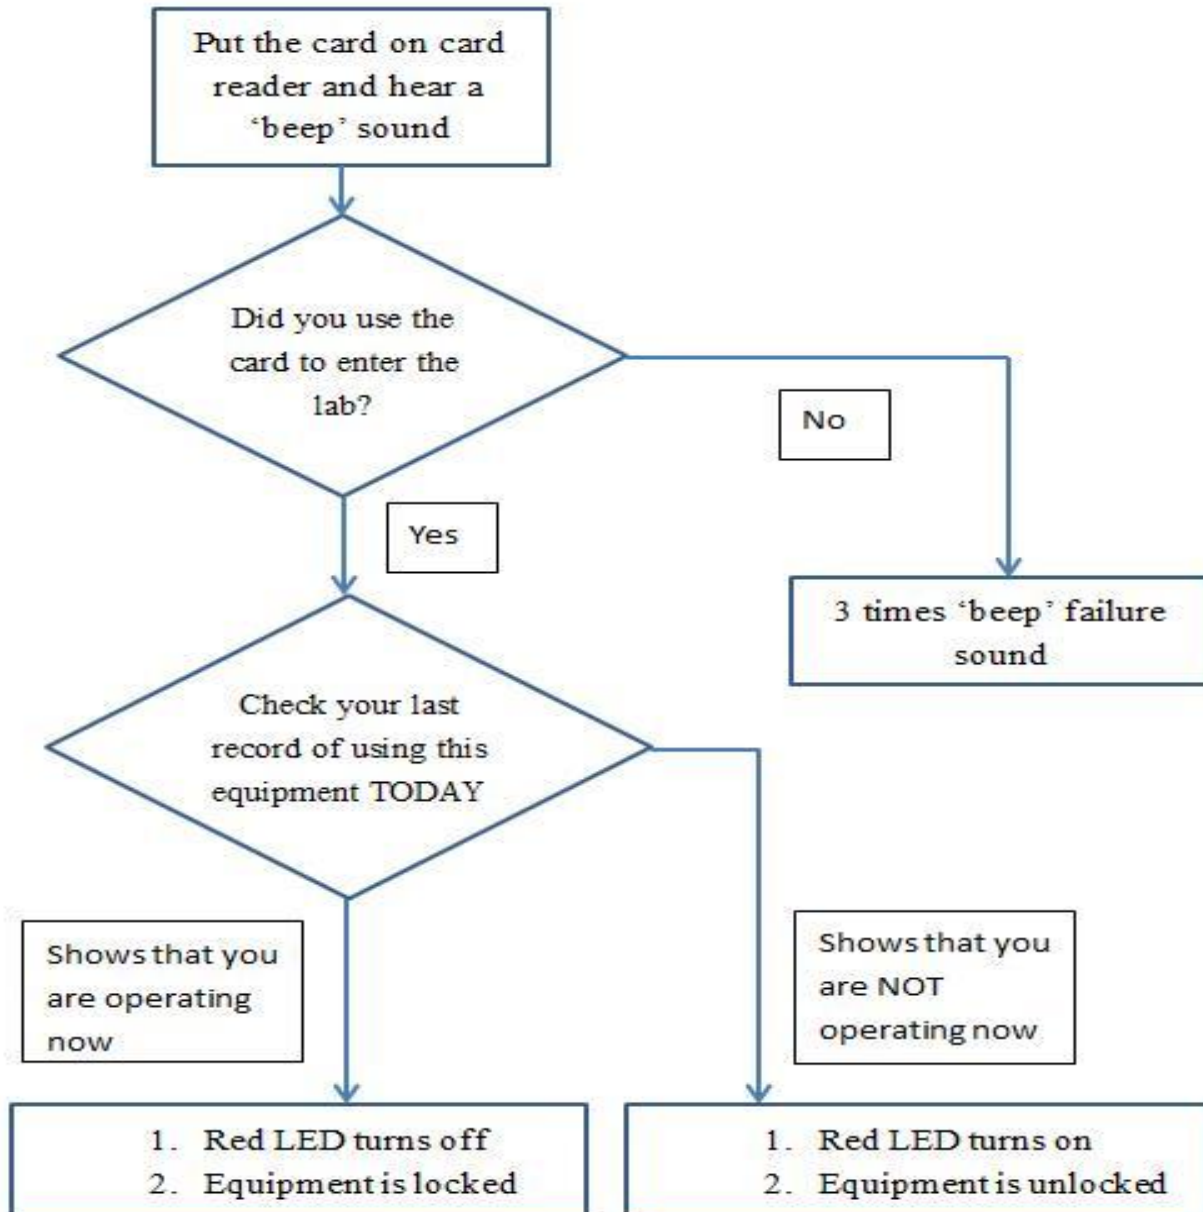 Put the card on card
reader and hear a
‘beep’ sound
Did you use the
card to enter the
lab?
No
Yes
3 times ‘beep’ failure
sound
Check your last
record of using this
equipment TODAY
Shows that you
are operating
now
Shows that you
are NOT
operating now
1. Red LED turns off
2. Equipment is locked
1. Red LED turns on
2. Equipment is unlocked